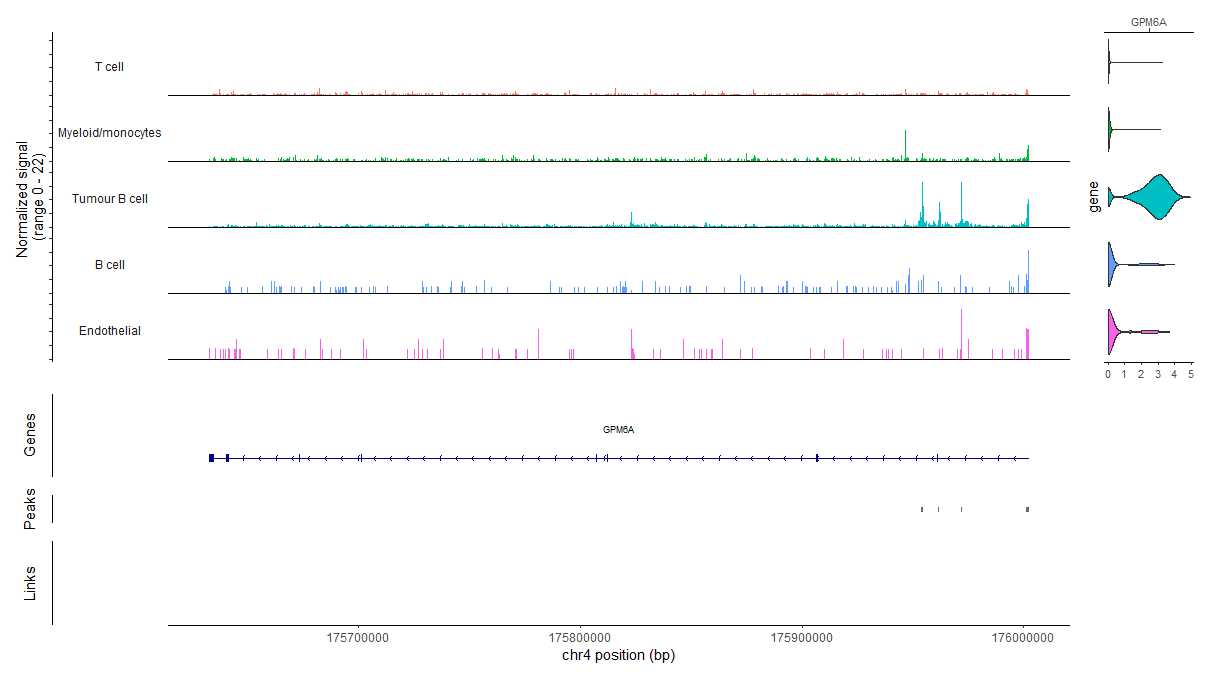 GPM6A
T cell
Myeloid/monocytes
Tumour B cell
B cell
Endothelial
Normalized signal
(range 0 - 22)
gene
0 1 2 3 4 5
Genes
GPM6A
Peaks
Links
175700000 175800000 175900000 176000000
chr4 position (bp)